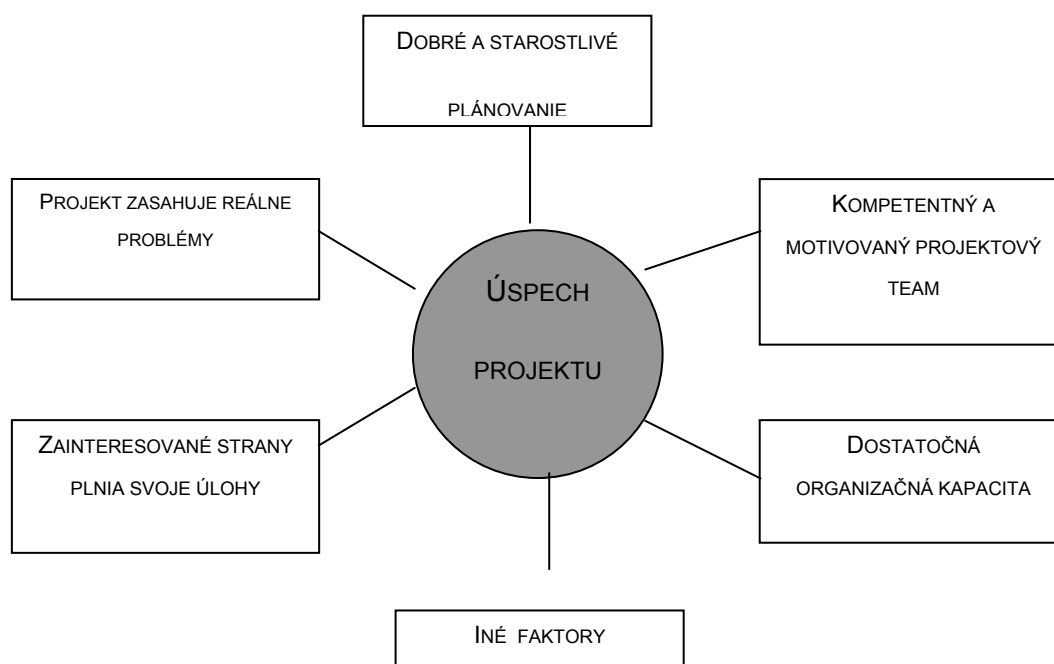 DOBRÉ A STAROSTLIVÉ
PLÁNOVANIE
PROJEKT ZASAHUJE REÁLNE
PROBLÉMY
KOMPETENTNÝ A
MOTIVOVANÝ PROJEKTOVÝ
TEAM
ÚSPECH
PROJEKTU
ZAINTERESOVANÉ STRANY
PLNIA SVOJE ÚLOHY
DOSTATOČNÁ
ORGANIZAČNÁ KAPACITA
INÉ FAKTORY